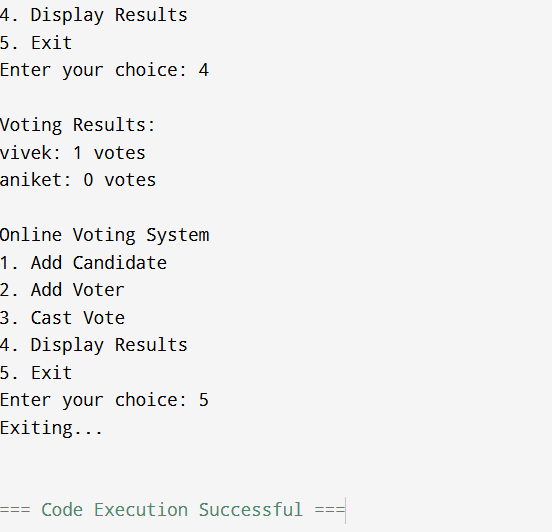 4. Display Results
5. Exit
Enter your choice: 4
Voting Results:
vivek: 1 votes
aniket: 0 votes
Online Voting System
1. Add Candidate
2. Add Voter
3. Cast Vote
4. Display Results
5. Exit
Enter your choice: 5
Exiting...
=== Code Execution Successful ===